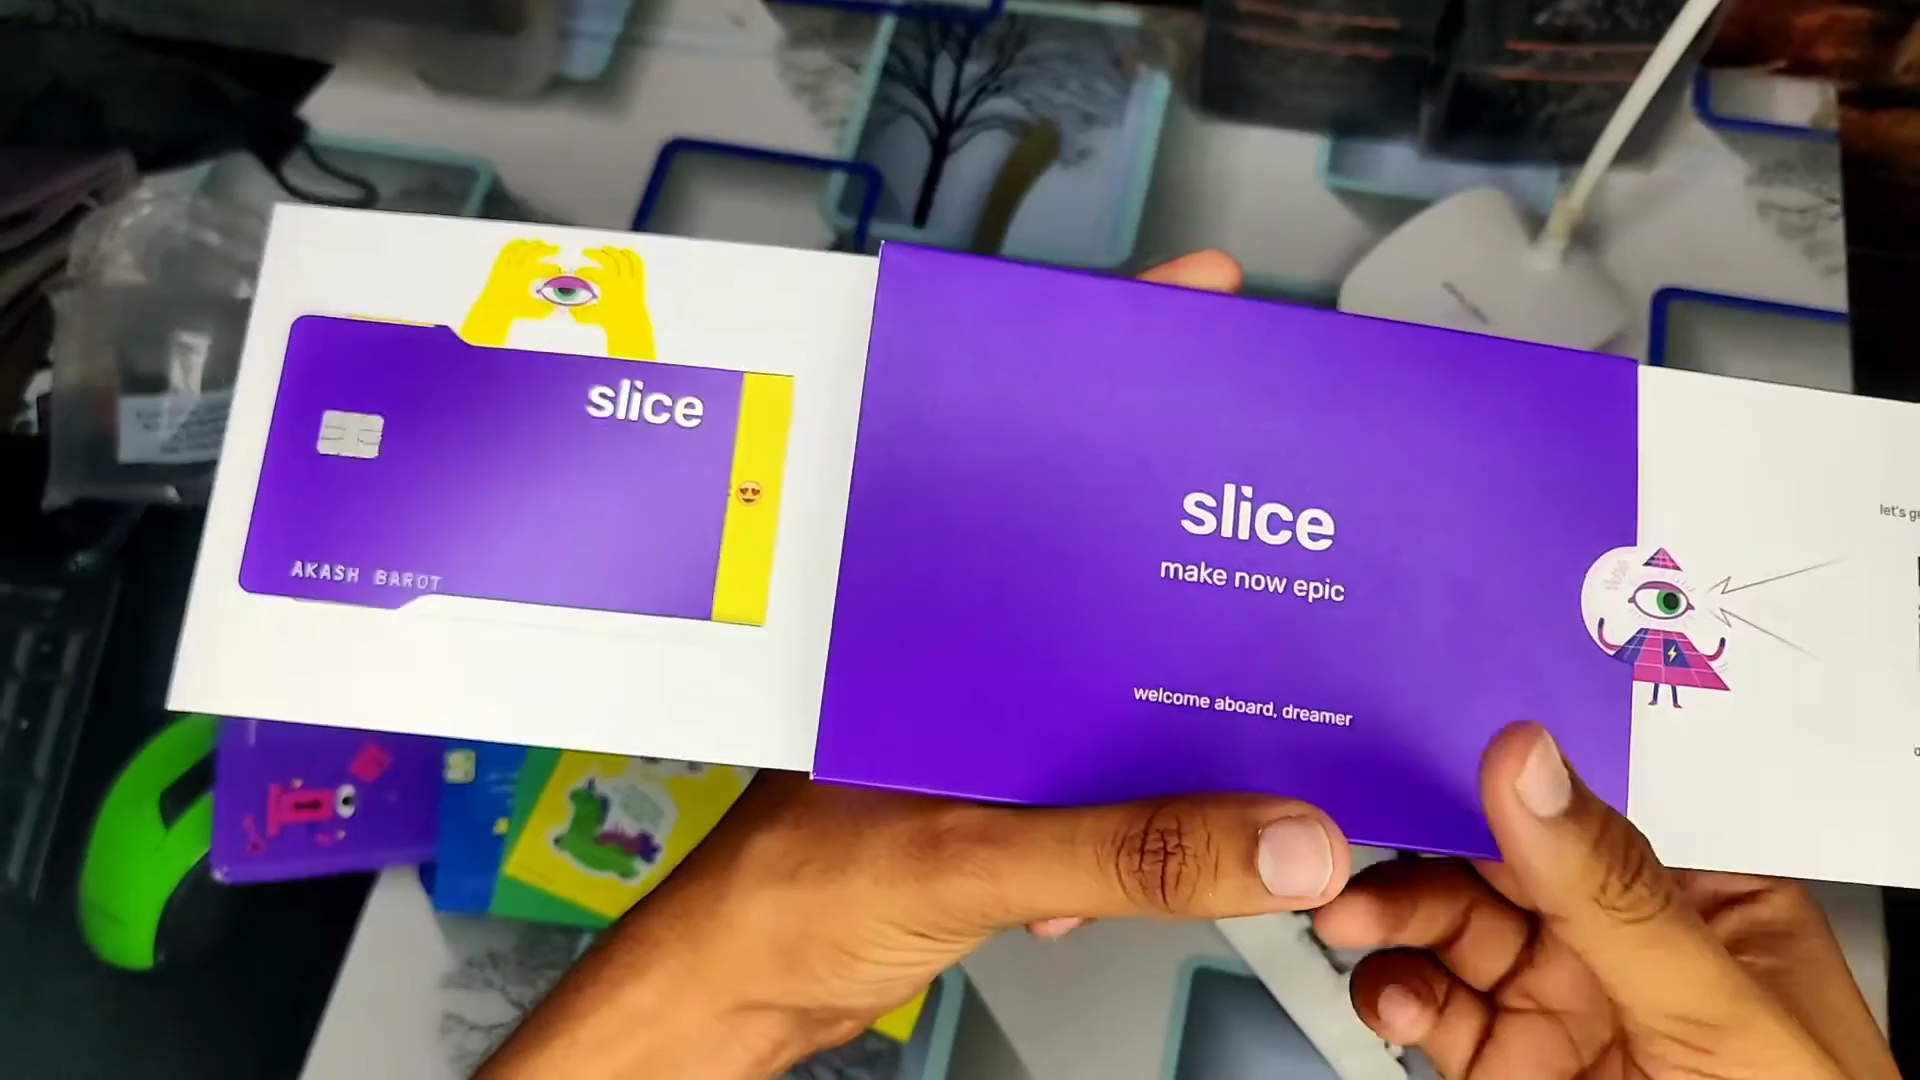 slice
AKASH BAROT
slice
make now epic
welcome aboard, dreamer
let's